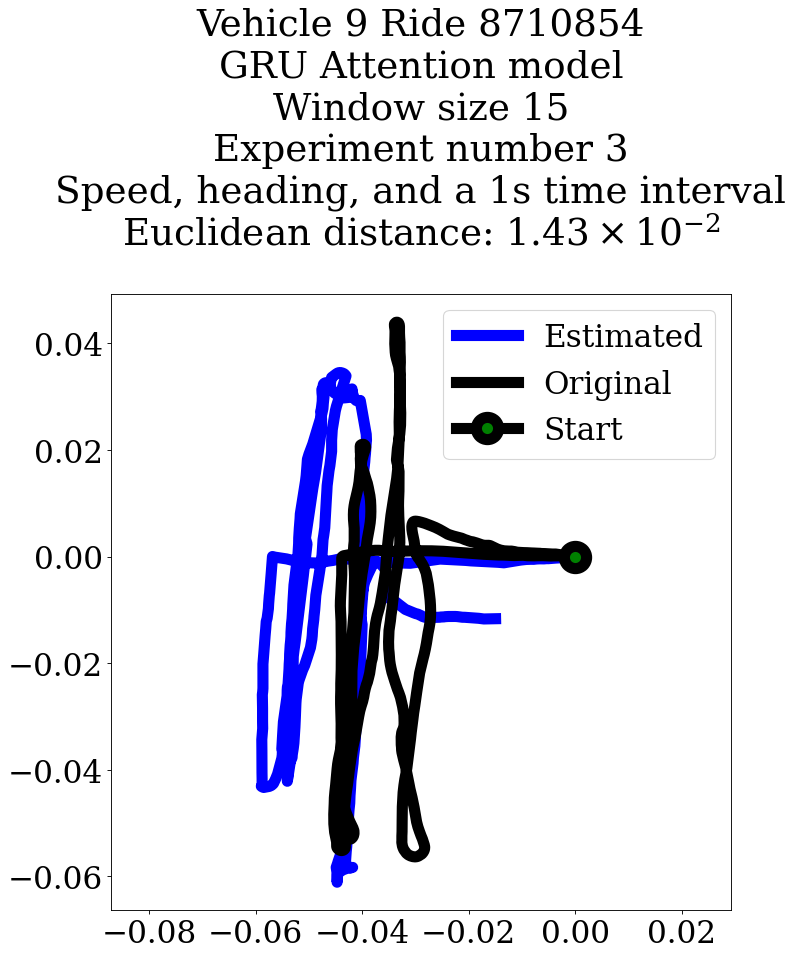 Vehicle 9 Ride 8710854
GRU Attention model
Window size 15
Experiment number 3
Speed, heading, and a 1s time interval
Euclidean distance: 1.43 × 10⁻²
Estimated
Original
Start
0.04
0.02
0.00
−0.02
−0.04
−0.06
−0.08 −0.06 −0.04 −0.02 0.00 0.02